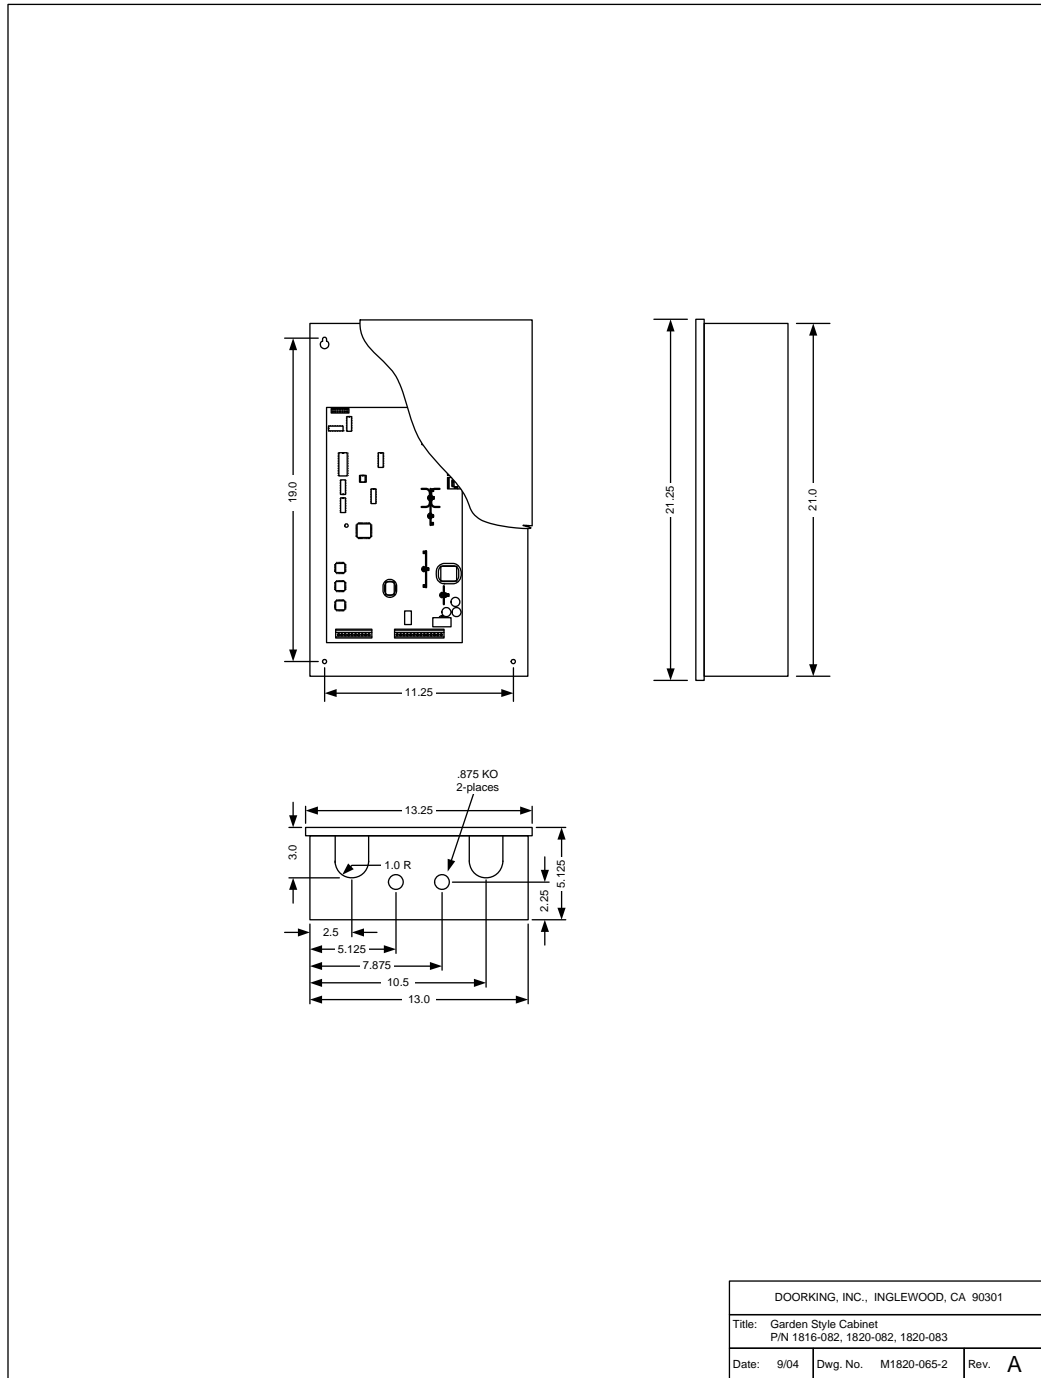 19.0
11.25
21.25
21.0
.875 KO
2-places
13.25
3.0
1.0 R
2.25
5.125
2.5
5.125
7.875
10.5
13.0
DOORKING, INC., INGLEWOOD, CA 90301
Title: Garden Style Cabinet
P/N 1816-082, 1820-082, 1820-083
Date: 9/04 Dwg. No. M1820-065-2 Rev. A